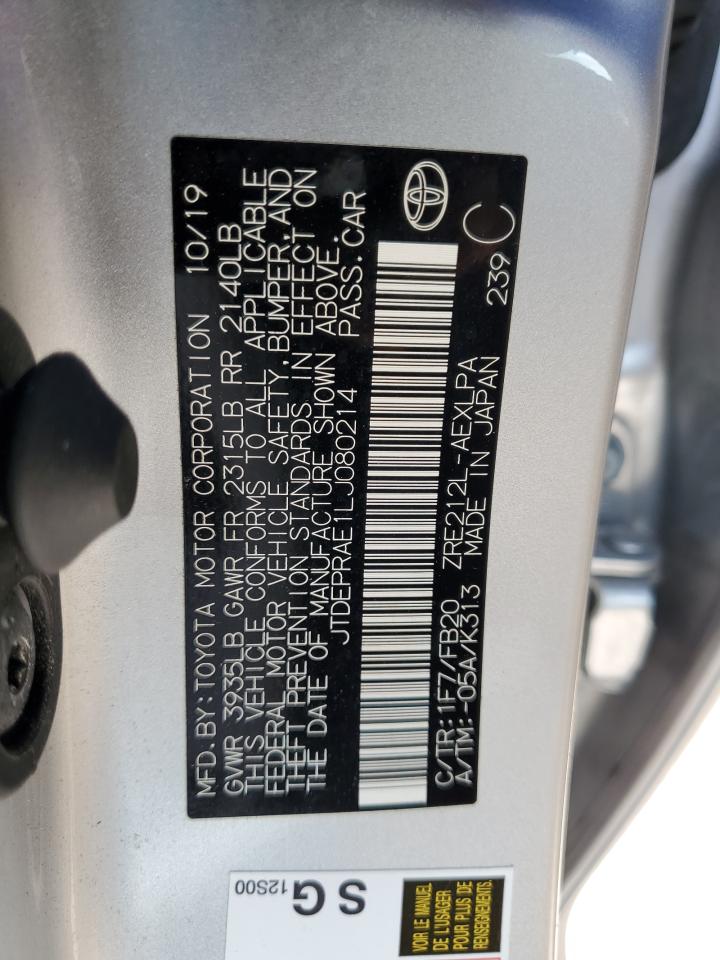 MFD.BY:TOYOTA MOTOR CORPORATION 10/19
GVWR 3935LB GAWR FR 2315LB RR 2140LB
THIS VEHICLE CONFORMS TO ALL APPLICABLE
FEDERAL MOTOR VEHICLE SAFETY,BUMPER,AND
THEFT PREVENTION STANDARDS IN EFFECT ON
THE DATE OF MANUFACTURE SHOWN ABOVE.
JTDEPRAE1LJ080214 PASS.CAR
C/TR:1F7/FB20 ZRE212L-AEXLPA 239
A/TM:-05A/K313 MADE IN JAPAN
C
12S00
S G
VOIR LE MANUEL
DE L'USAGER
POUR PLUS DE
RENSEIGNEMENTS.